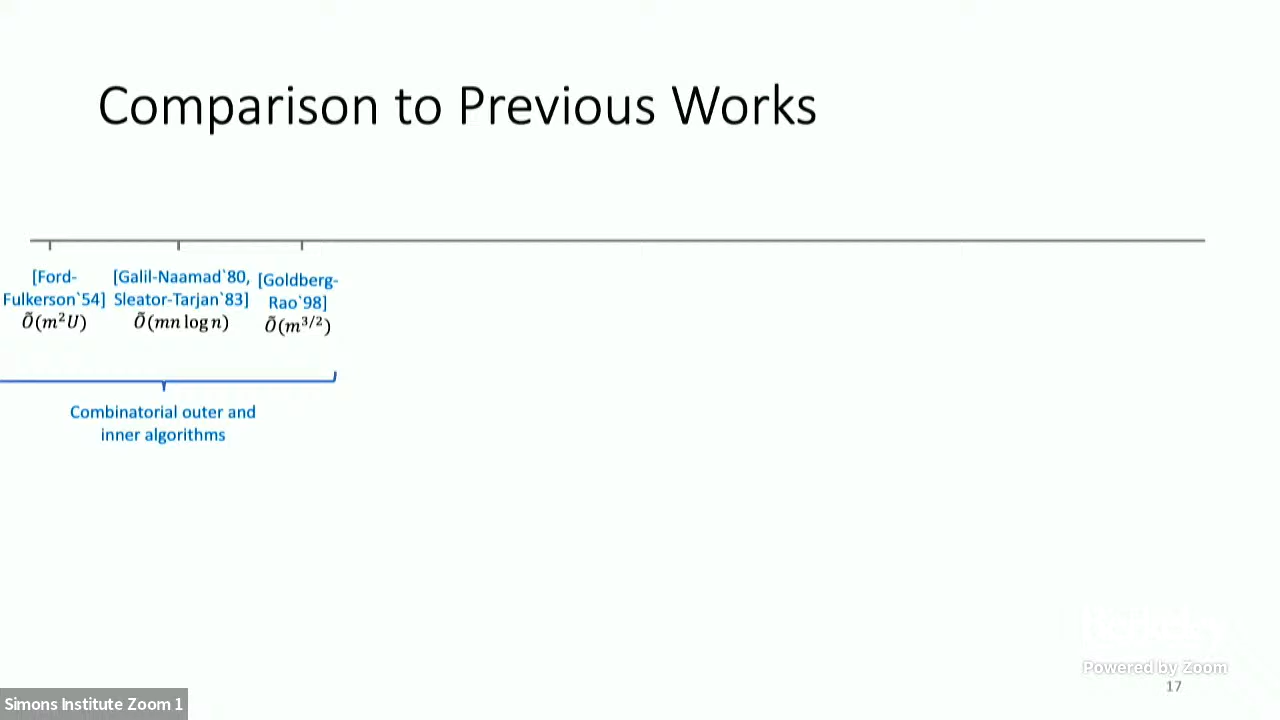 Comparison to Previous Works
[Ford-
Fulkerson`54]
Õ(m²U)
[Galil-Naamad`80,
Sleator-Tarjan`83]
Õ(mn log n)
[Goldberg-
Rao`98]
Õ(m³/²)
Combinatorial outer and
inner algorithms
Powered by Zoom
17
Simons Institute Zoom 1